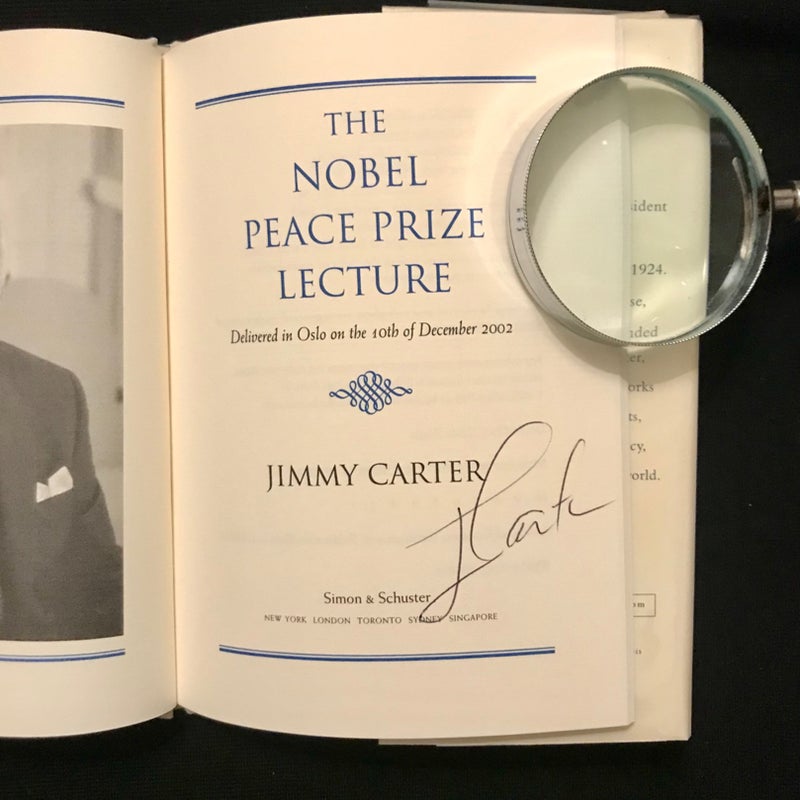 THE
NOBEL
PEACE PRIZE
LECTURE
Delivered in Oslo on the 10th of December 2002
JIMMY CARTER
J Carter
Simon & Schuster
NEW YORK LONDON TORONTO SYDNEY SINGAPORE
1924.